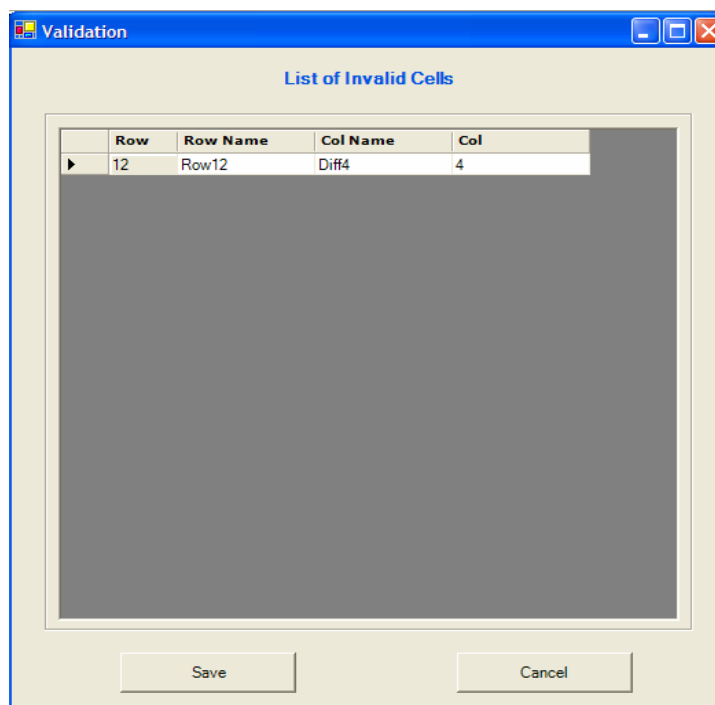 Validation
List of Invalid Cells
Row Row Name Col Name Col
12 Row12 Diff4 4
Save Cancel